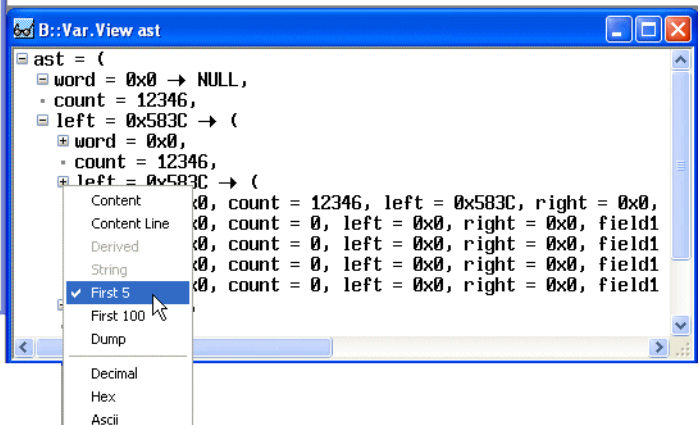 B::Var.View ast
ast = (
word = 0x0 → NULL,
count = 12346,
left = 0x583C → (
word = 0x0,
count = 12346,
left = 0x583C → (
x0, count = 12346, left = 0x583C, right = 0x0,
x0, count = 0, left = 0x0, right = 0x0, field1
x0, count = 0, left = 0x0, right = 0x0, field1
x0, count = 0, left = 0x0, right = 0x0, field1
x0, count = 0, left = 0x0, right = 0x0, field1
Content
Content Line
Derived
String
First 5
First 100
Dump
Decimal
Hex
Ascii